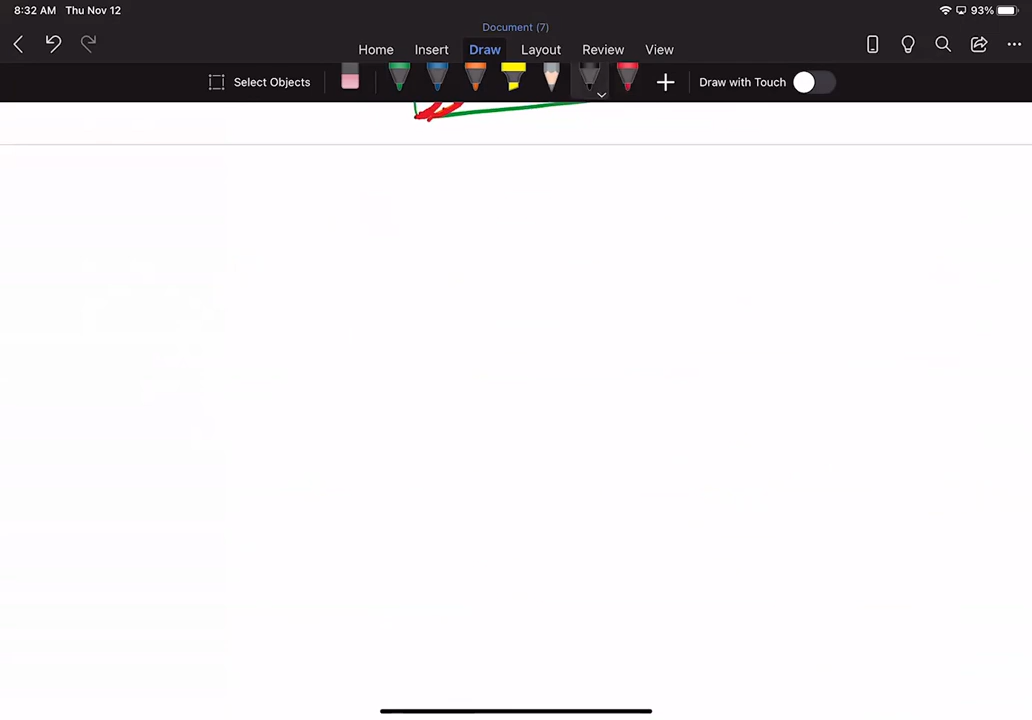 8:32 AM Thu Nov 12
93%
Document (7)
Home Insert Draw Layout Review View
Select Objects
Draw with Touch